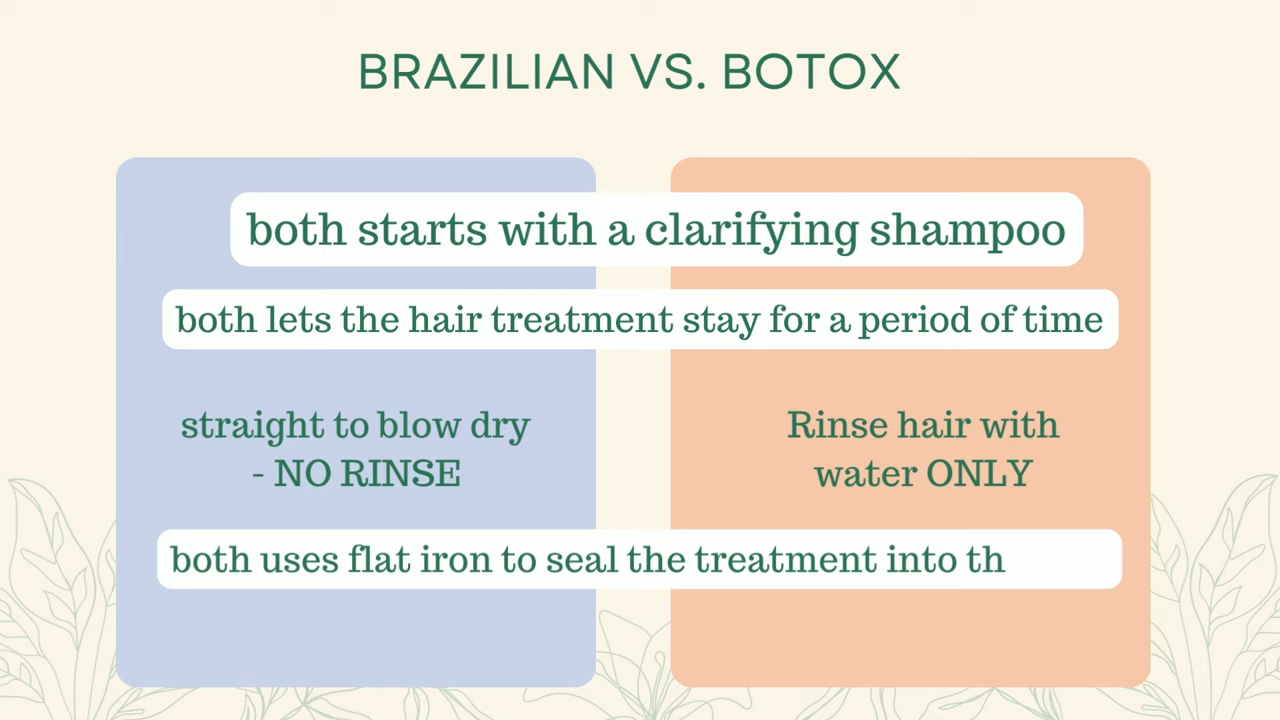 BRAZILIAN VS. BOTOX
both starts with a clarifying shampoo
both lets the hair treatment stay for a period of time
straight to blow dry
- NO RINSE
Rinse hair with
water ONLY
both uses flat iron to seal the treatment into th